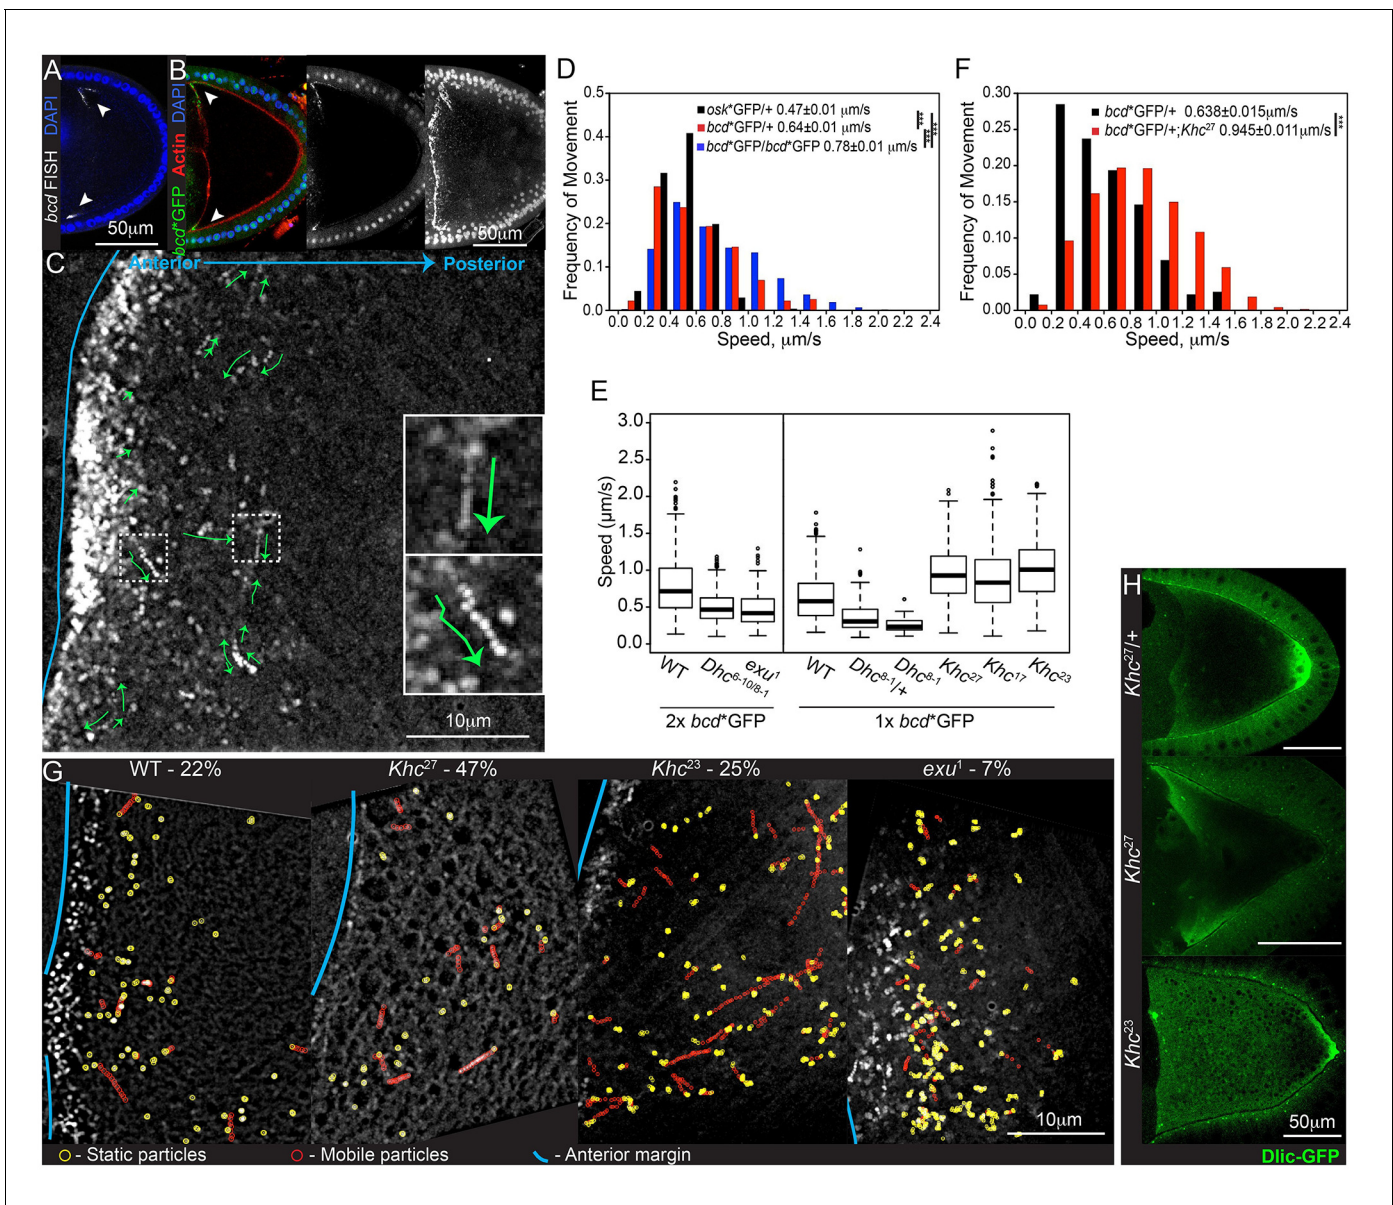 A
bcd FISH DAPI
50µm
B
bcd*GFP Actin DAPI
50µm
C
Anterior
Posterior
10µm
D
Frequency of Movement
0.5
0.4
0.3
0.2
0.1
0.0
osk*GFP/+ 0.47±0.01 µm/s
bcd*GFP/+ 0.64±0.01 µm/s
bcd*GFP/bcd*GFP 0.78±0.01 µm/s
***
***
***
0.0 0.2 0.4 0.6 0.8 1.0 1.2 1.4 1.6 1.8 2.0 2.2 2.4
Speed, µm/s
F
Frequency of Movement
0.30
0.25
0.20
0.15
0.10
0.05
0.00
bcd*GFP/+ 0.638±0.015µm/s
bcd*GFP/+;Khc27 0.945±0.011µm/s
***
0.0 0.2 0.4 0.6 0.8 1.0 1.2 1.4 1.6 1.8 2.0 2.2 2.4
Speed, µm/s
E
Speed (µm/s)
3.0
2.5
2.0
1.5
1.0
0.5
0.0
WT Dhc6-10/8-1 exu1 WT Dhc8-1/+ Dhc8-1 Khc27 Khc17 Khc23
2x bcd*GFP 1x bcd*GFP
G
WT - 22% Khc27 - 47% Khc23 - 25% exu1 - 7%
10µm
- Static particles - Mobile particles - Anterior margin
H
Khc27/+
Khc27
Khc23
50µm
Dlic-GFP